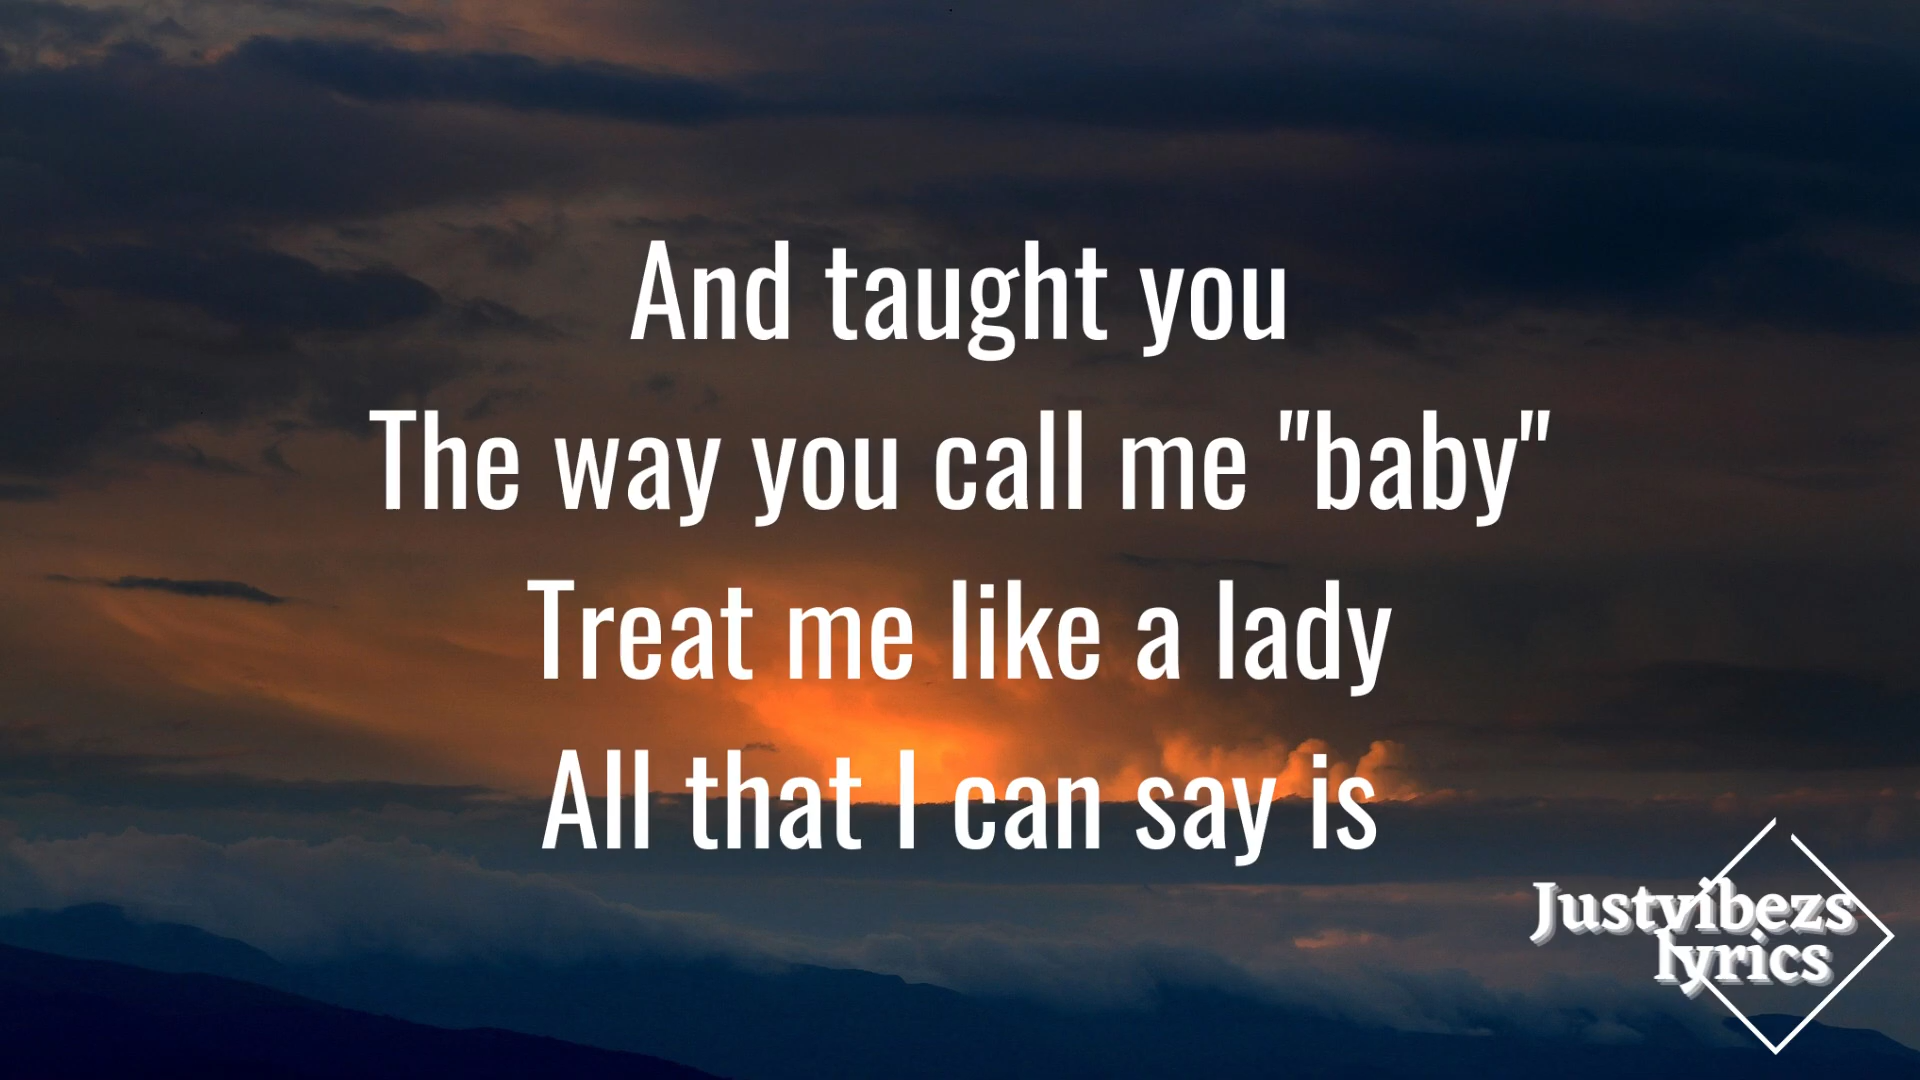 And taught you
The way you call me "baby"
Treat me like a lady
All that I can say is
Justvibezs
lyrics